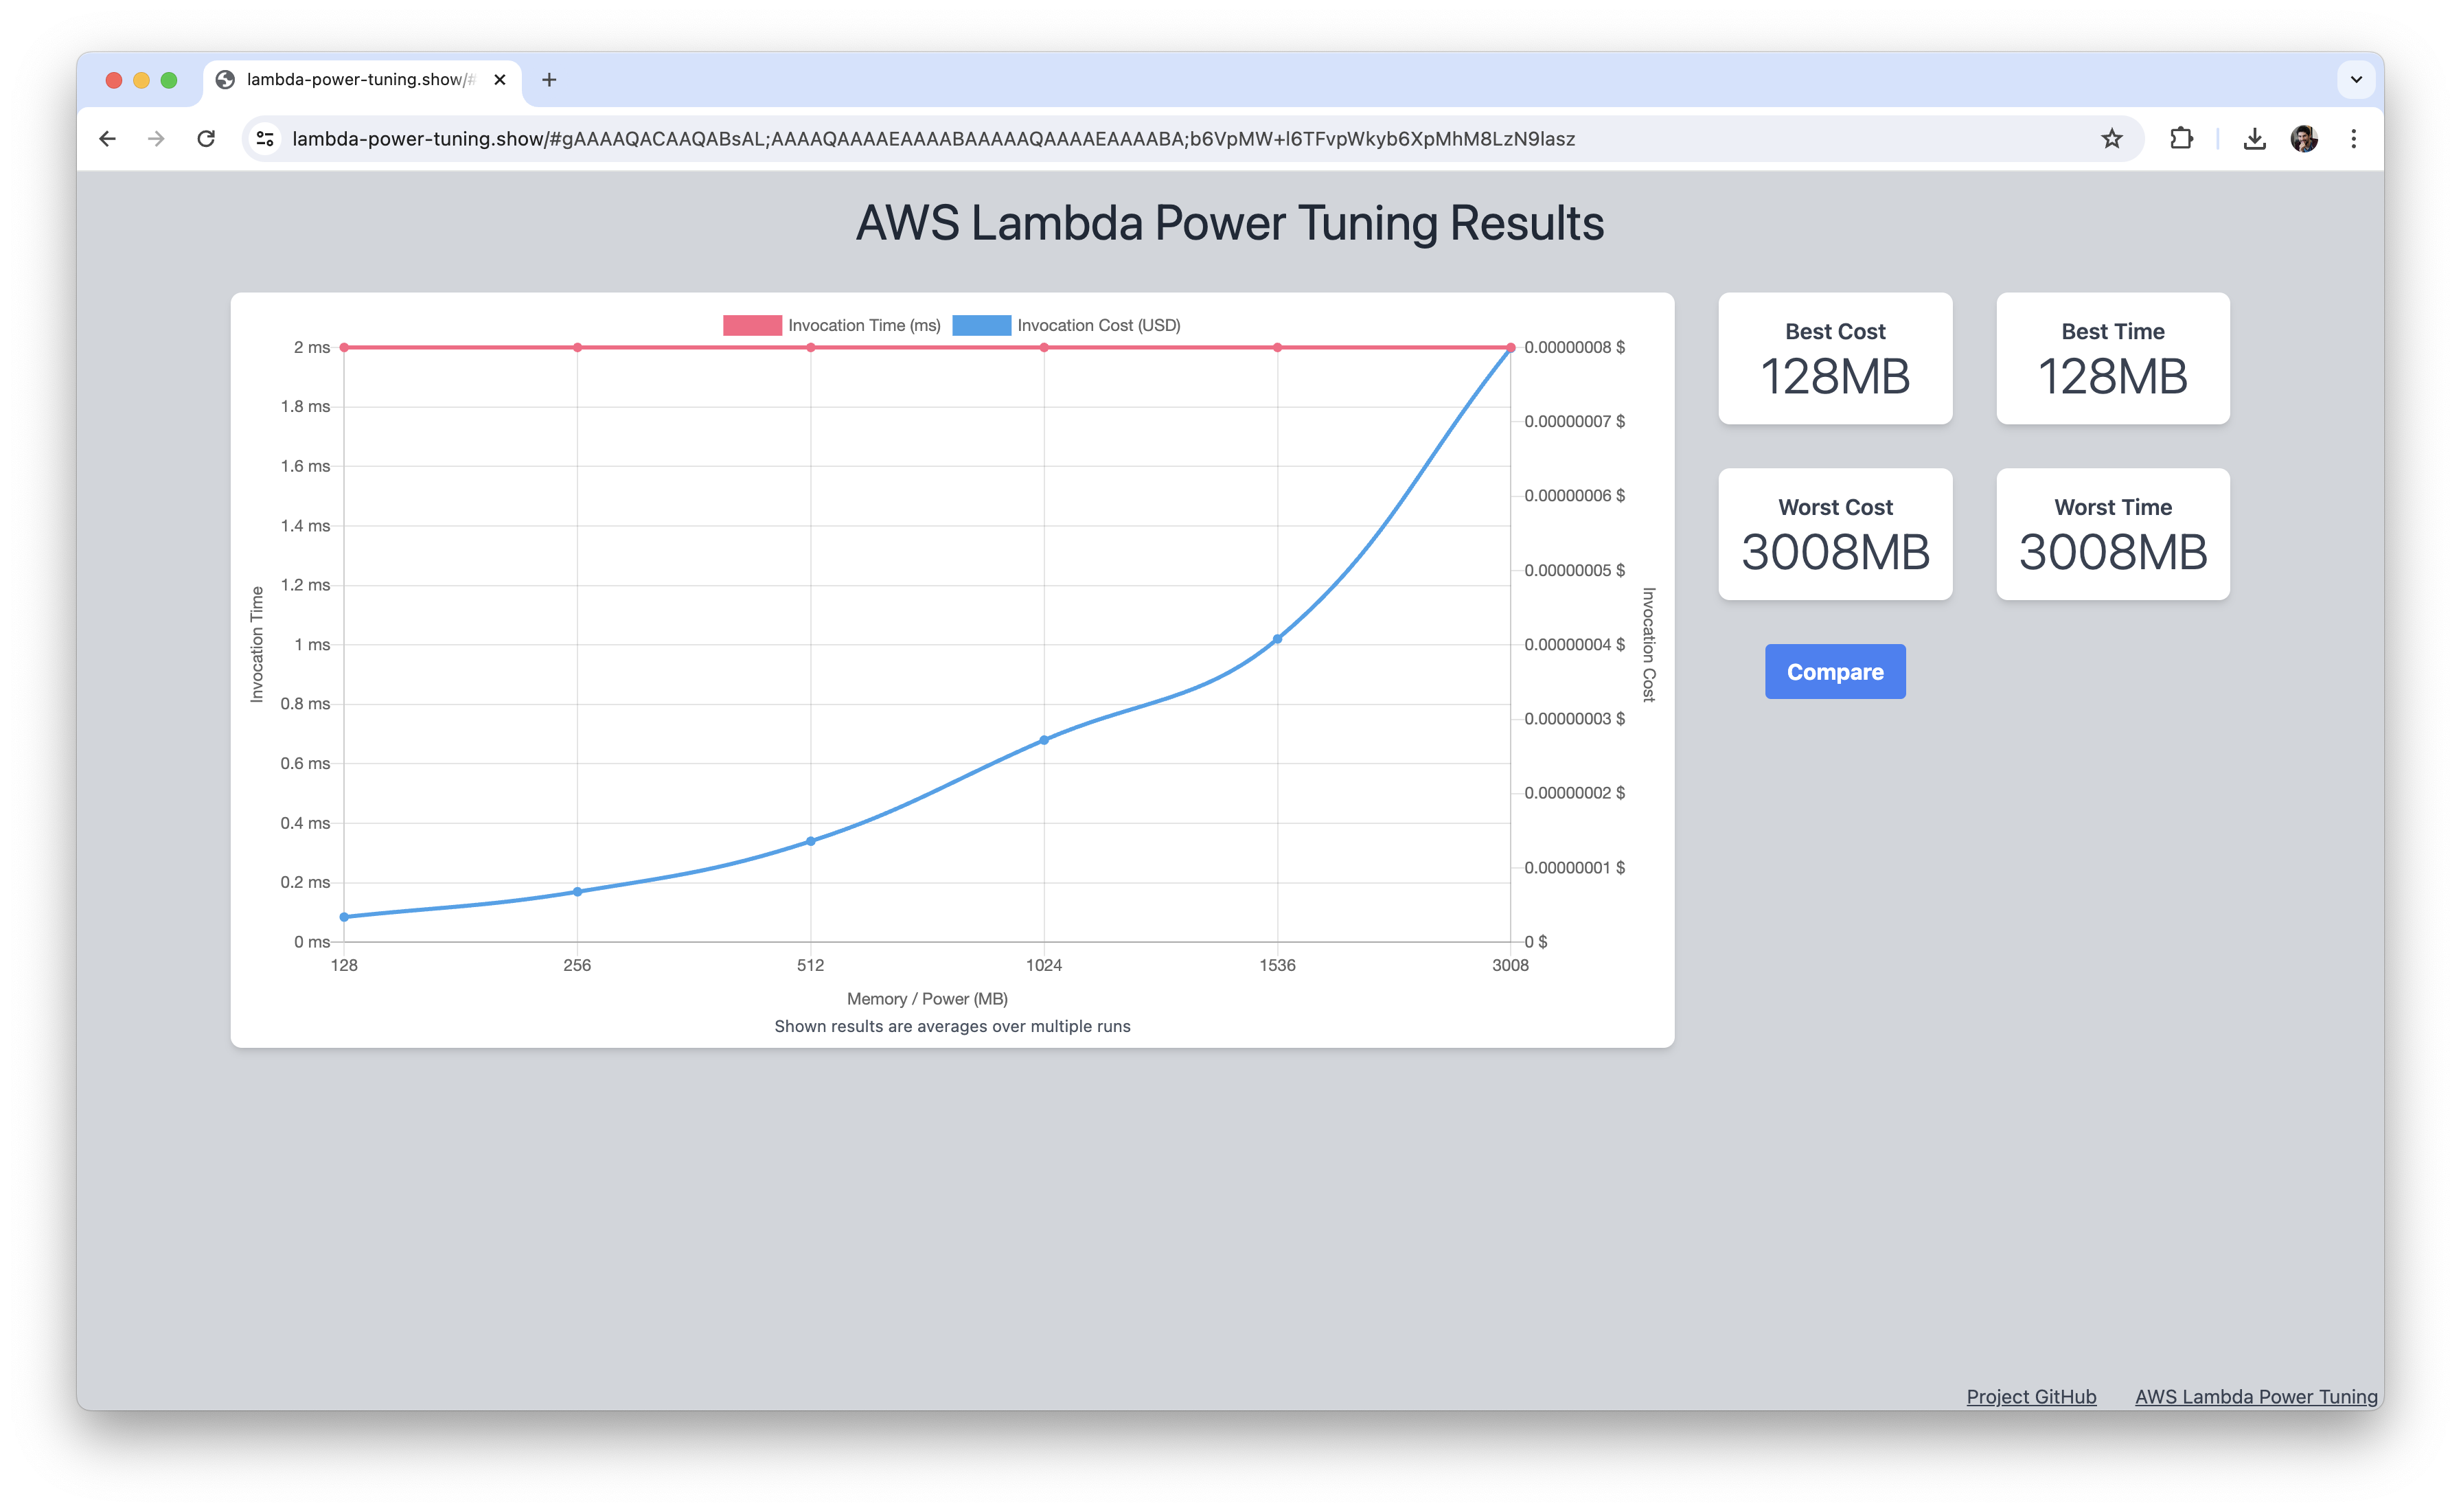 lambda-power-tuning.show/#
lambda-power-tuning.show/#gAAAAQACAAQABsAL;AAAAQAAAAEAAAABAAAAAQAAAAEAAAABA;b6VpMW+l6TFvpWkyb6XpMhM8LzN9Iasz
AWS Lambda Power Tuning Results
Invocation Time (ms) Invocation Cost (USD)
2 ms
1.8 ms
1.6 ms
1.4 ms
1.2 ms
1 ms
0.8 ms
0.6 ms
0.4 ms
0.2 ms
0 ms
Invocation Time
0.00000008 $
0.00000007 $
0.00000006 $
0.00000005 $
0.00000004 $
0.00000003 $
0.00000002 $
0.00000001 $
0 $
Invocation Cost
128 256 512 1024 1536 3008
Memory / Power (MB)
Shown results are averages over multiple runs
Best Cost
128MB
Best Time
128MB
Worst Cost
3008MB
Worst Time
3008MB
Compare
Project GitHub AWS Lambda Power Tuning